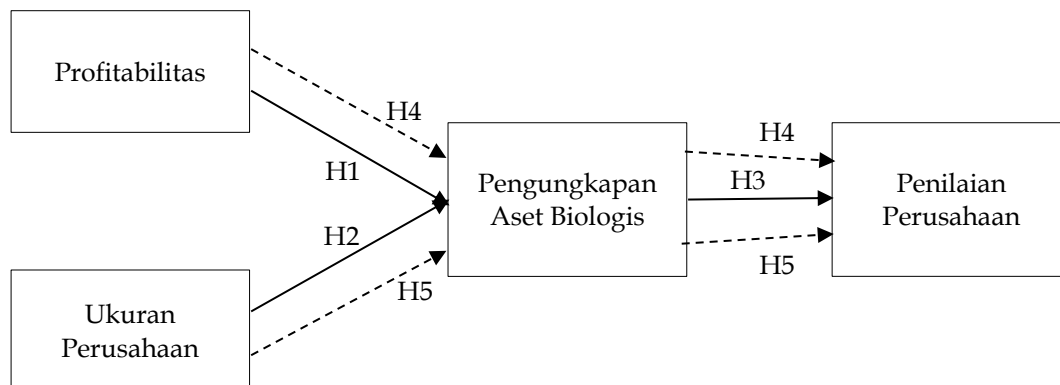 Profitabilitas
H4
H1
H4
Pengungkapan
Aset Biologis
H3
Penilaian
Perusahaan
H2
H5
H5
Ukuran
Perusahaan